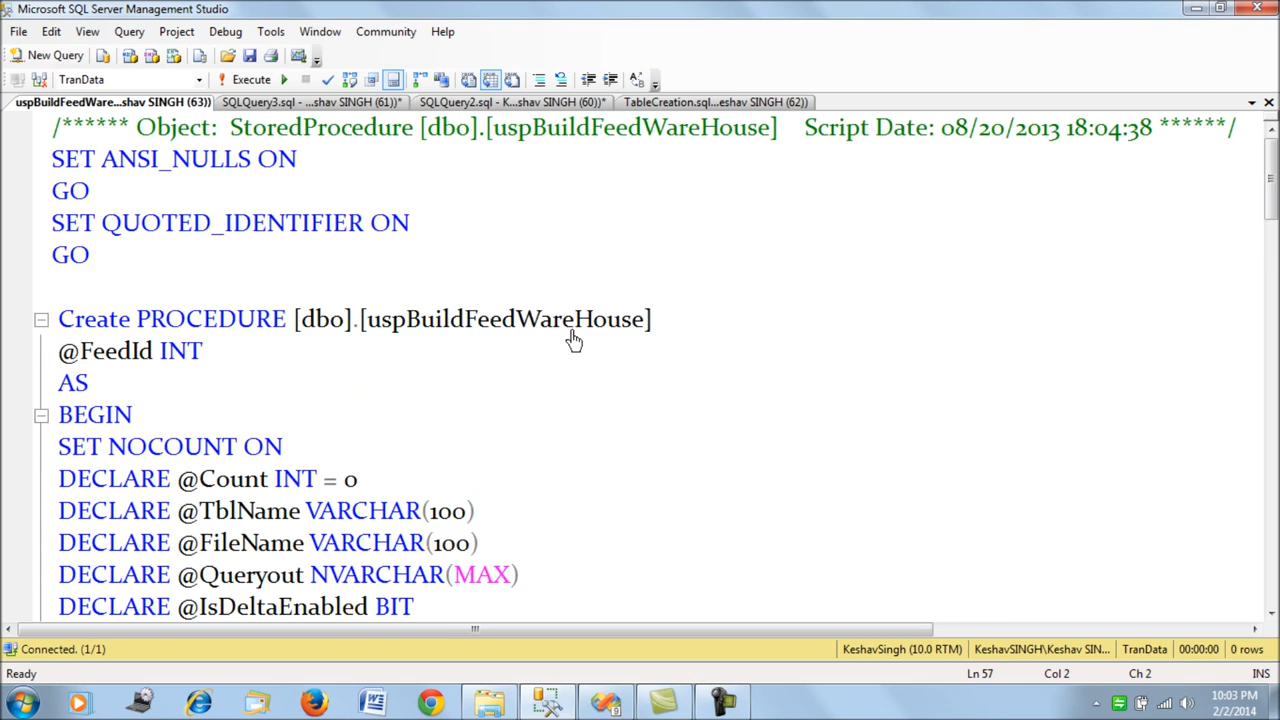 Microsoft SQL Server Management Studio
File Edit View Query Project Debug Tools Window Community Help
New Query
TranData Execute
uspBuildFeedWare...shav SINGH (63)) SQLQuery3.sql - ...shav SINGH (61))* SQLQuery2.sql - K...shav SINGH (60))* TableCreation.sql...eshav SINGH (62))
/****** Object:  StoredProcedure [dbo].[uspBuildFeedWareHouse]    Script Date: 08/20/2013 18:04:38 ******/
SET ANSI_NULLS ON
GO
SET QUOTED_IDENTIFIER ON
GO
Create PROCEDURE [dbo].[uspBuildFeedWareHouse]
@FeedId INT
AS
BEGIN
SET NOCOUNT ON
DECLARE @Count INT = 0
DECLARE @TblName VARCHAR(100)
DECLARE @FileName VARCHAR(100)
DECLARE @Queryout NVARCHAR(MAX)
DECLARE @IsDeltaEnabled BIT
Connected. (1/1) KeshavSingh (10.0 RTM) KeshavSINGH\Keshav SIN... TranData 00:00:00 0 rows
Ready Ln 57 Col 2 Ch 2 INS
10:03 PM
2/2/2014